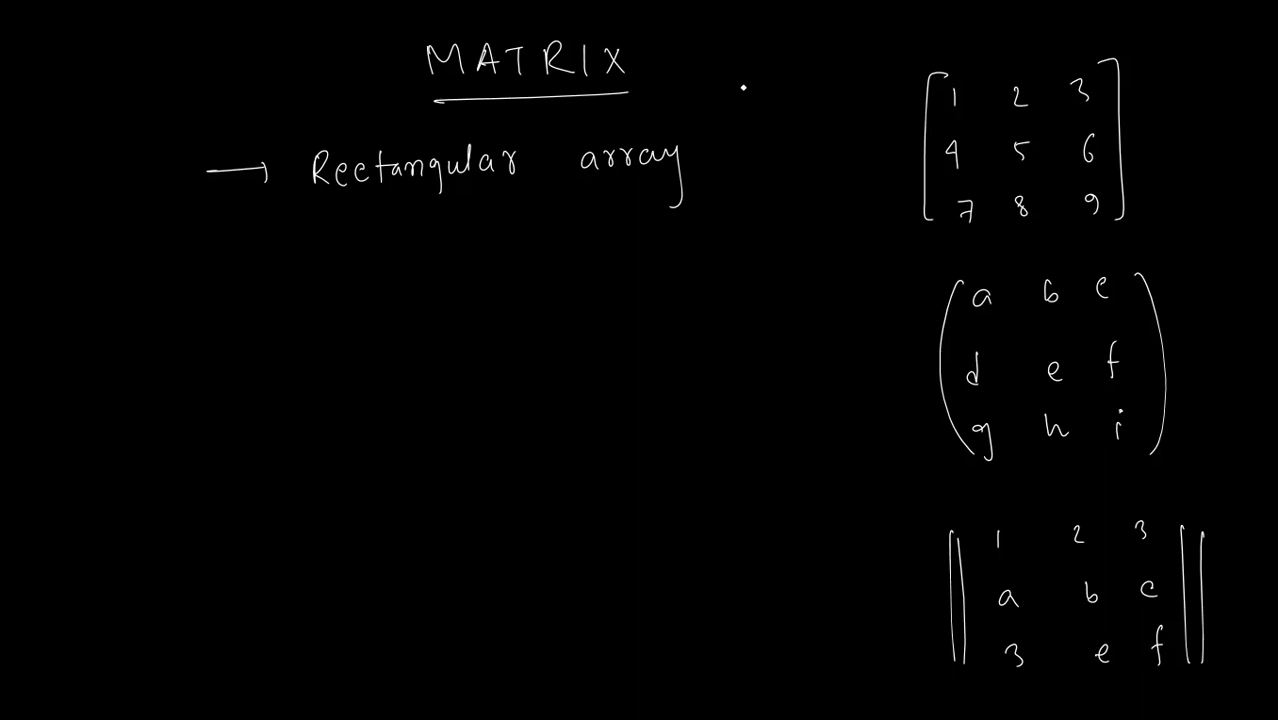 MATRIX
→ Rectangular array
1 2 3
4 5 6
7 8 9
a b c
d e f
g h i
1 2 3
a b c
3 e f